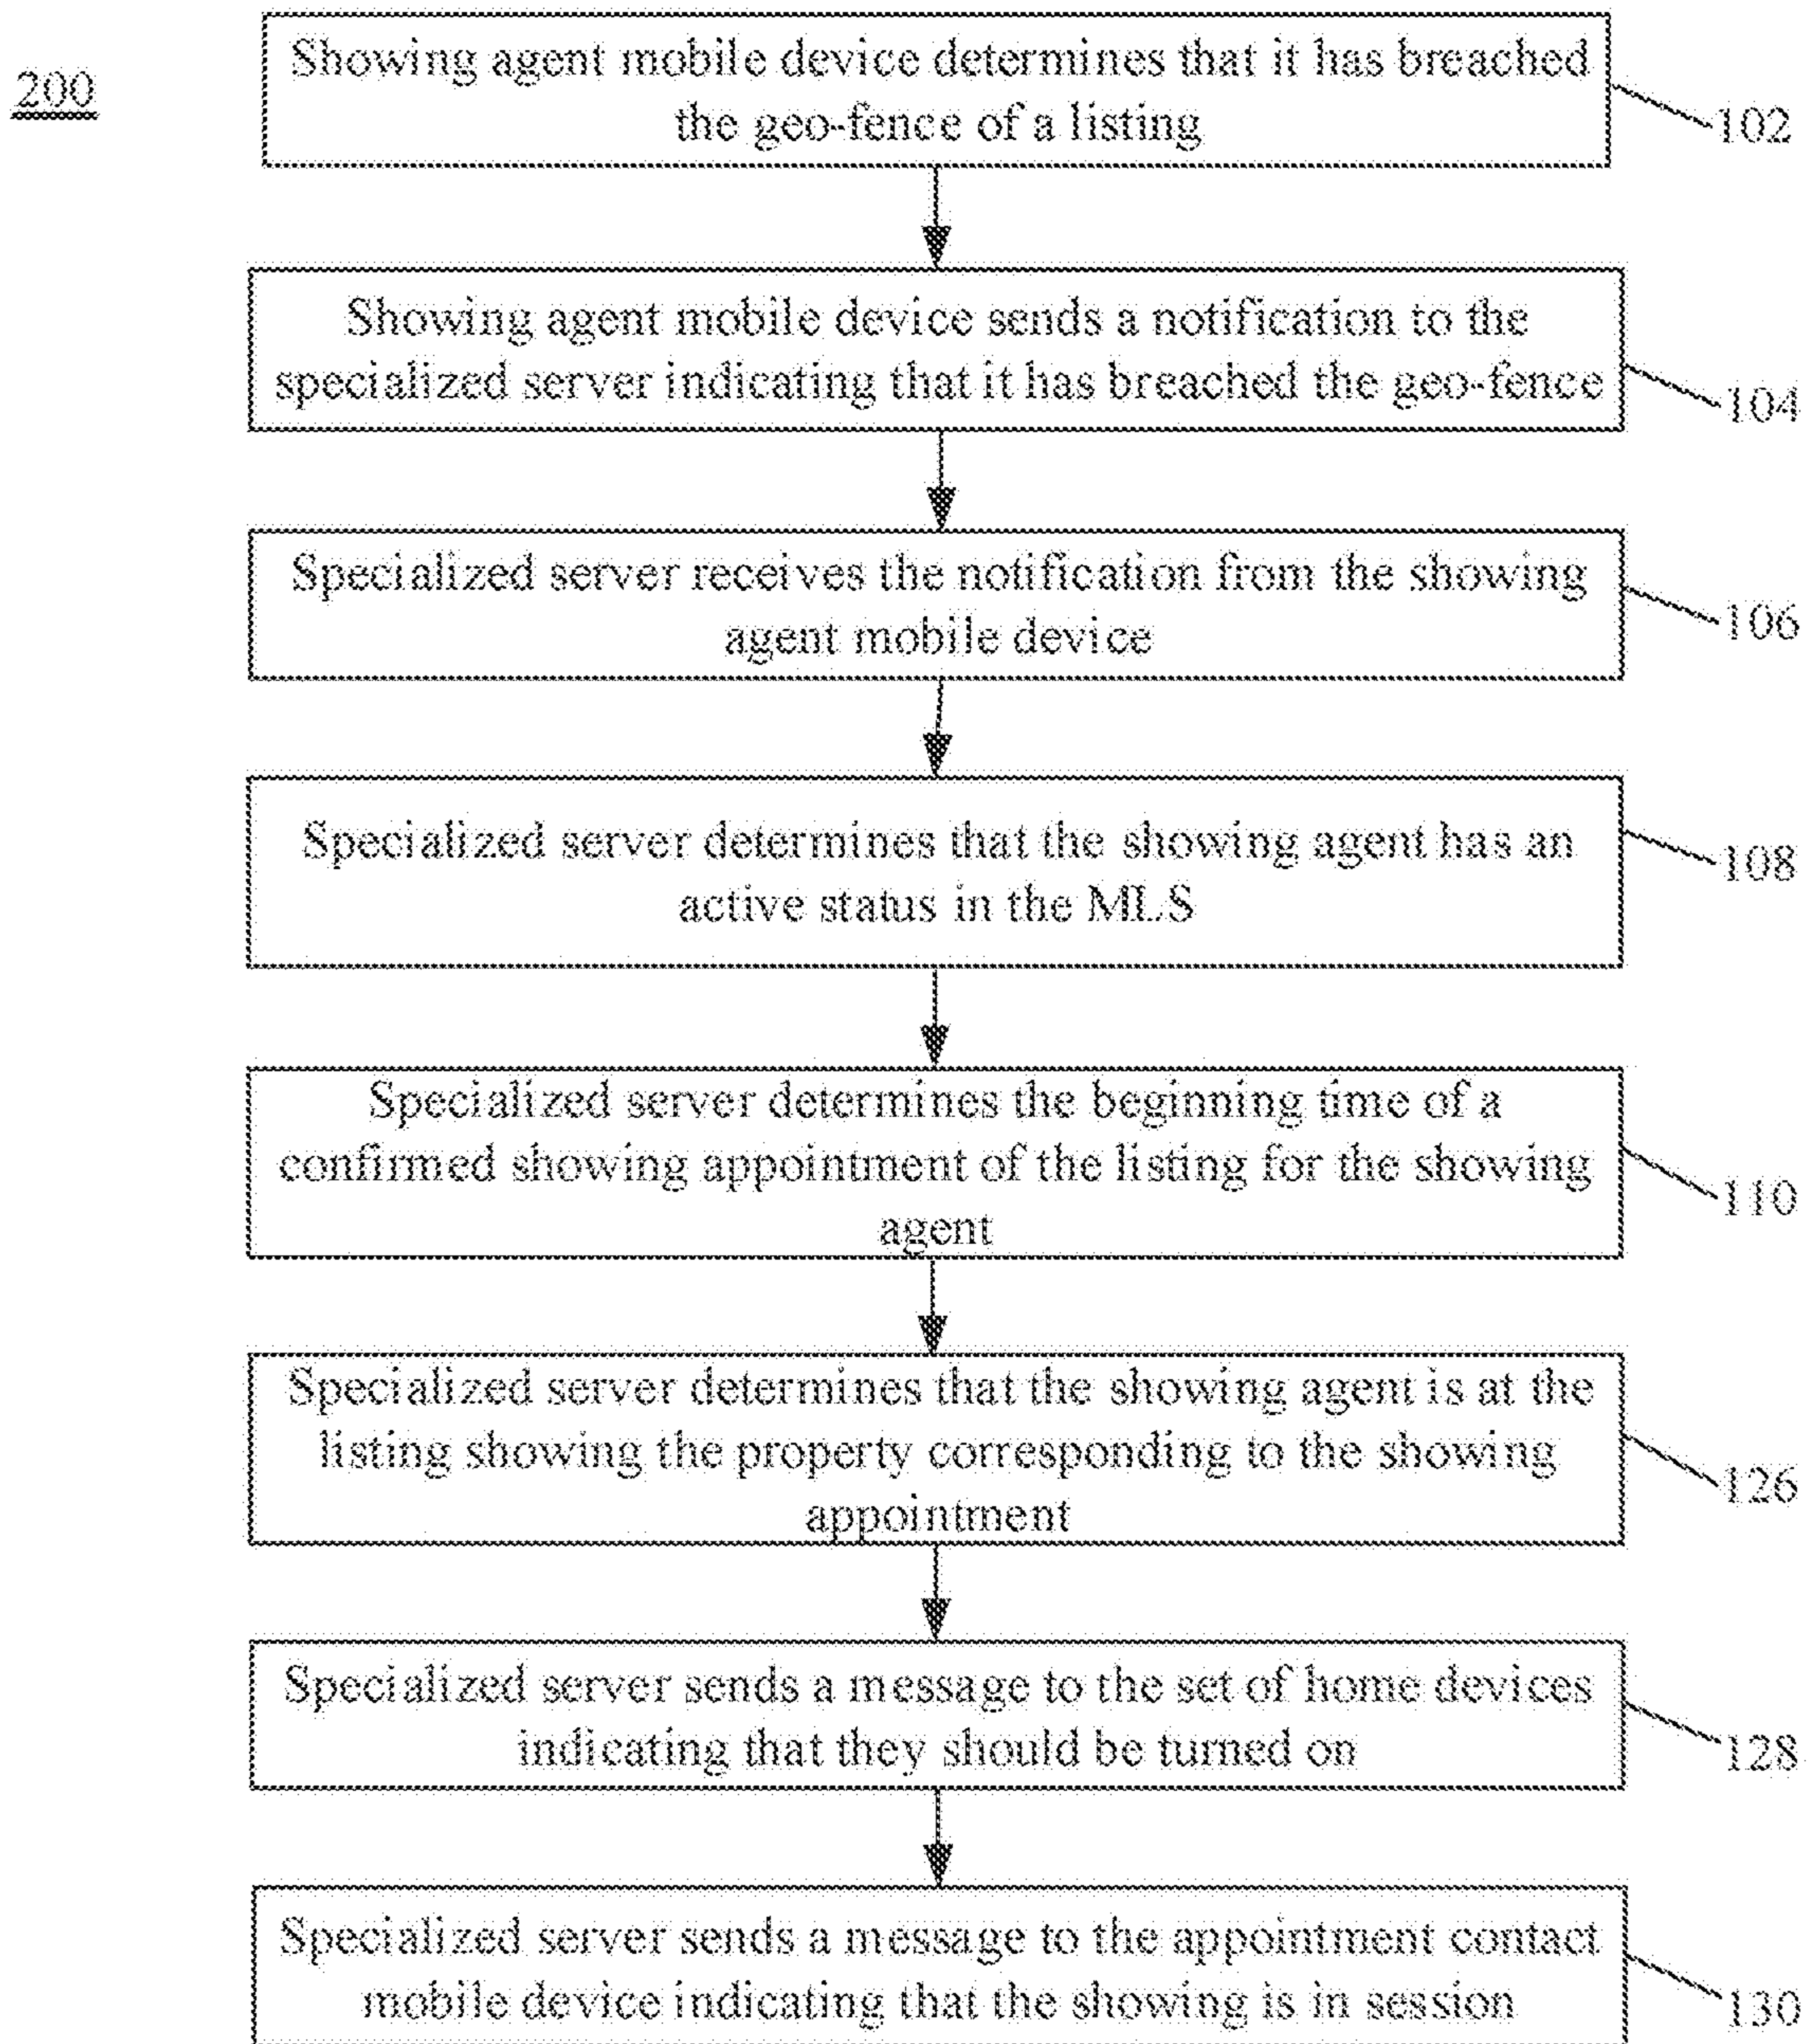 200
Showing agent mobile device determines that it has breached
the geo-fence of a listing
102
Showing agent mobile device sends a notification to the
specialized server indicating that it has breached the geo-fence
104
Specialized server receives the notification from the showing
agent mobile device
106
Specialized server determines that the showing agent has an
active status in the MLS
108
Specialized server determines the beginning time of a
confirmed showing appointment of the listing for the showing
agent
110
Specialized server determines that the showing agent is at the
listing showing the property corresponding to the showing
appointment
126
Specialized server sends a message to the set of home devices
indicating that they should be turned on
128
Specialized server sends a message to the appointment contact
mobile device indicating that the showing is in session
130